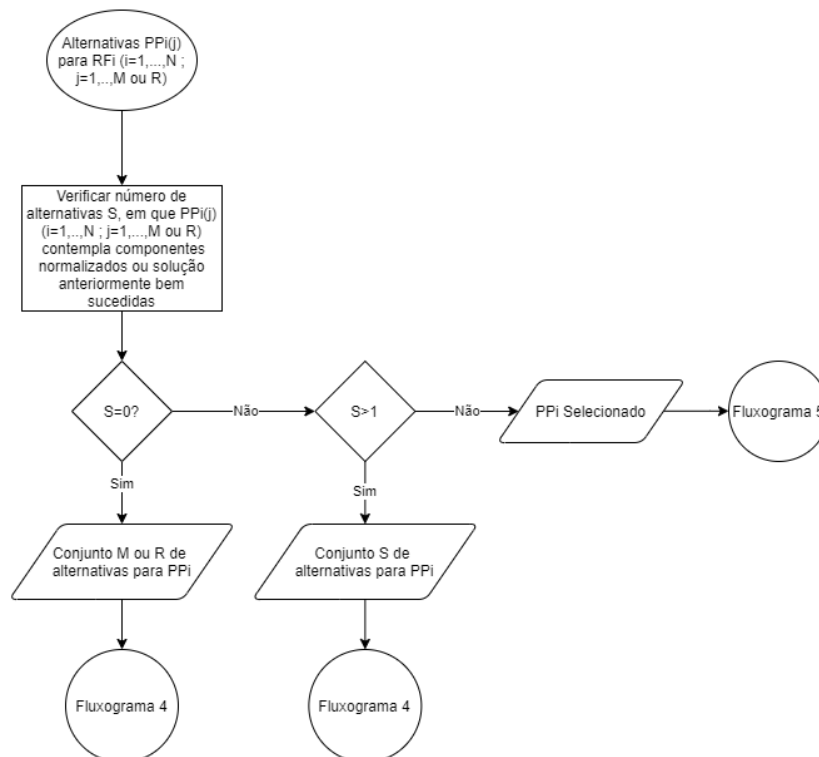 Alternativas PPi(j)
para RFi (i=1,...,N ;
j=1,..,M ou R)
Verificar número de
alternativas S, em que PPi(j)
(i=1,..,N ; j=1,...,M ou R)
contempla componentes
normalizados ou solução
anteriormente bem
sucedidas
S=0?
Não
S>1
Não
PPi Selecionado
Fluxograma 5
Sim
Sim
Conjunto M ou R de
alternativas para PPi
Conjunto S de
alternativas para PPi
Fluxograma 4
Fluxograma 4